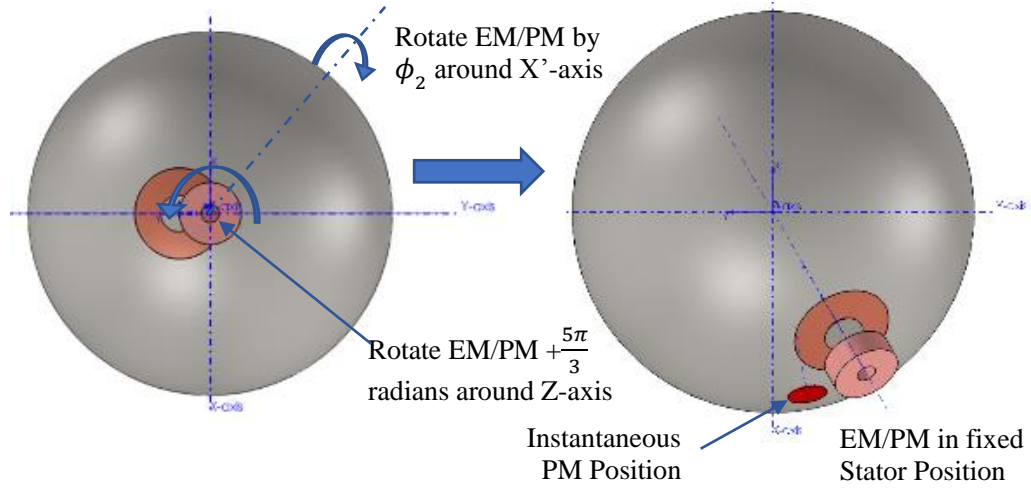 Rotate EM/PM by
𝜙₂ around X’-axis
Y-axis
Y-axis
X-axis
Rotate EM/PM +5π/3
radians around Z-axis
X-axis
Instantaneous
PM Position
EM/PM in fixed
Stator Position